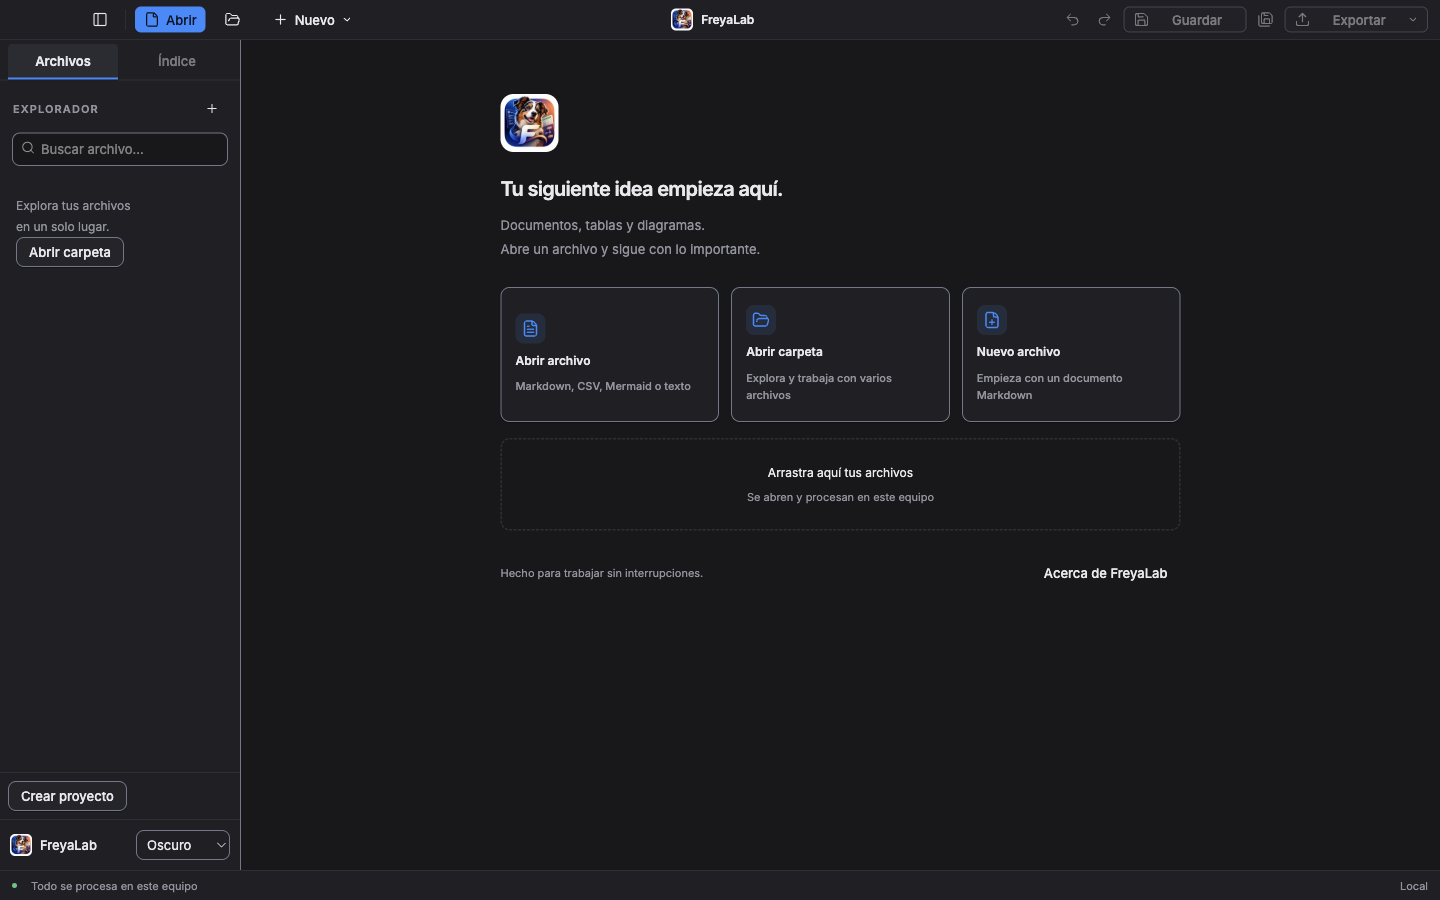 Abrir
Nuevo
FreyaLab
Guardar
Exportar
Archivos
Índice
EXPLORADOR
Buscar archivo...
Explora tus archivos
en un solo lugar.
Abrir carpeta
Tu siguiente idea empieza aquí.
Documentos, tablas y diagramas.
Abre un archivo y sigue con lo importante.
Abrir archivo
Markdown, CSV, Mermaid o texto
Abrir carpeta
Explora y trabaja con varios
archivos
Nuevo archivo
Empieza con un documento
Markdown
Arrastra aquí tus archivos
Se abren y procesan en este equipo
Hecho para trabajar sin interrupciones.
Acerca de FreyaLab
Crear proyecto
FreyaLab
Oscuro
Todo se procesa en este equipo
Local